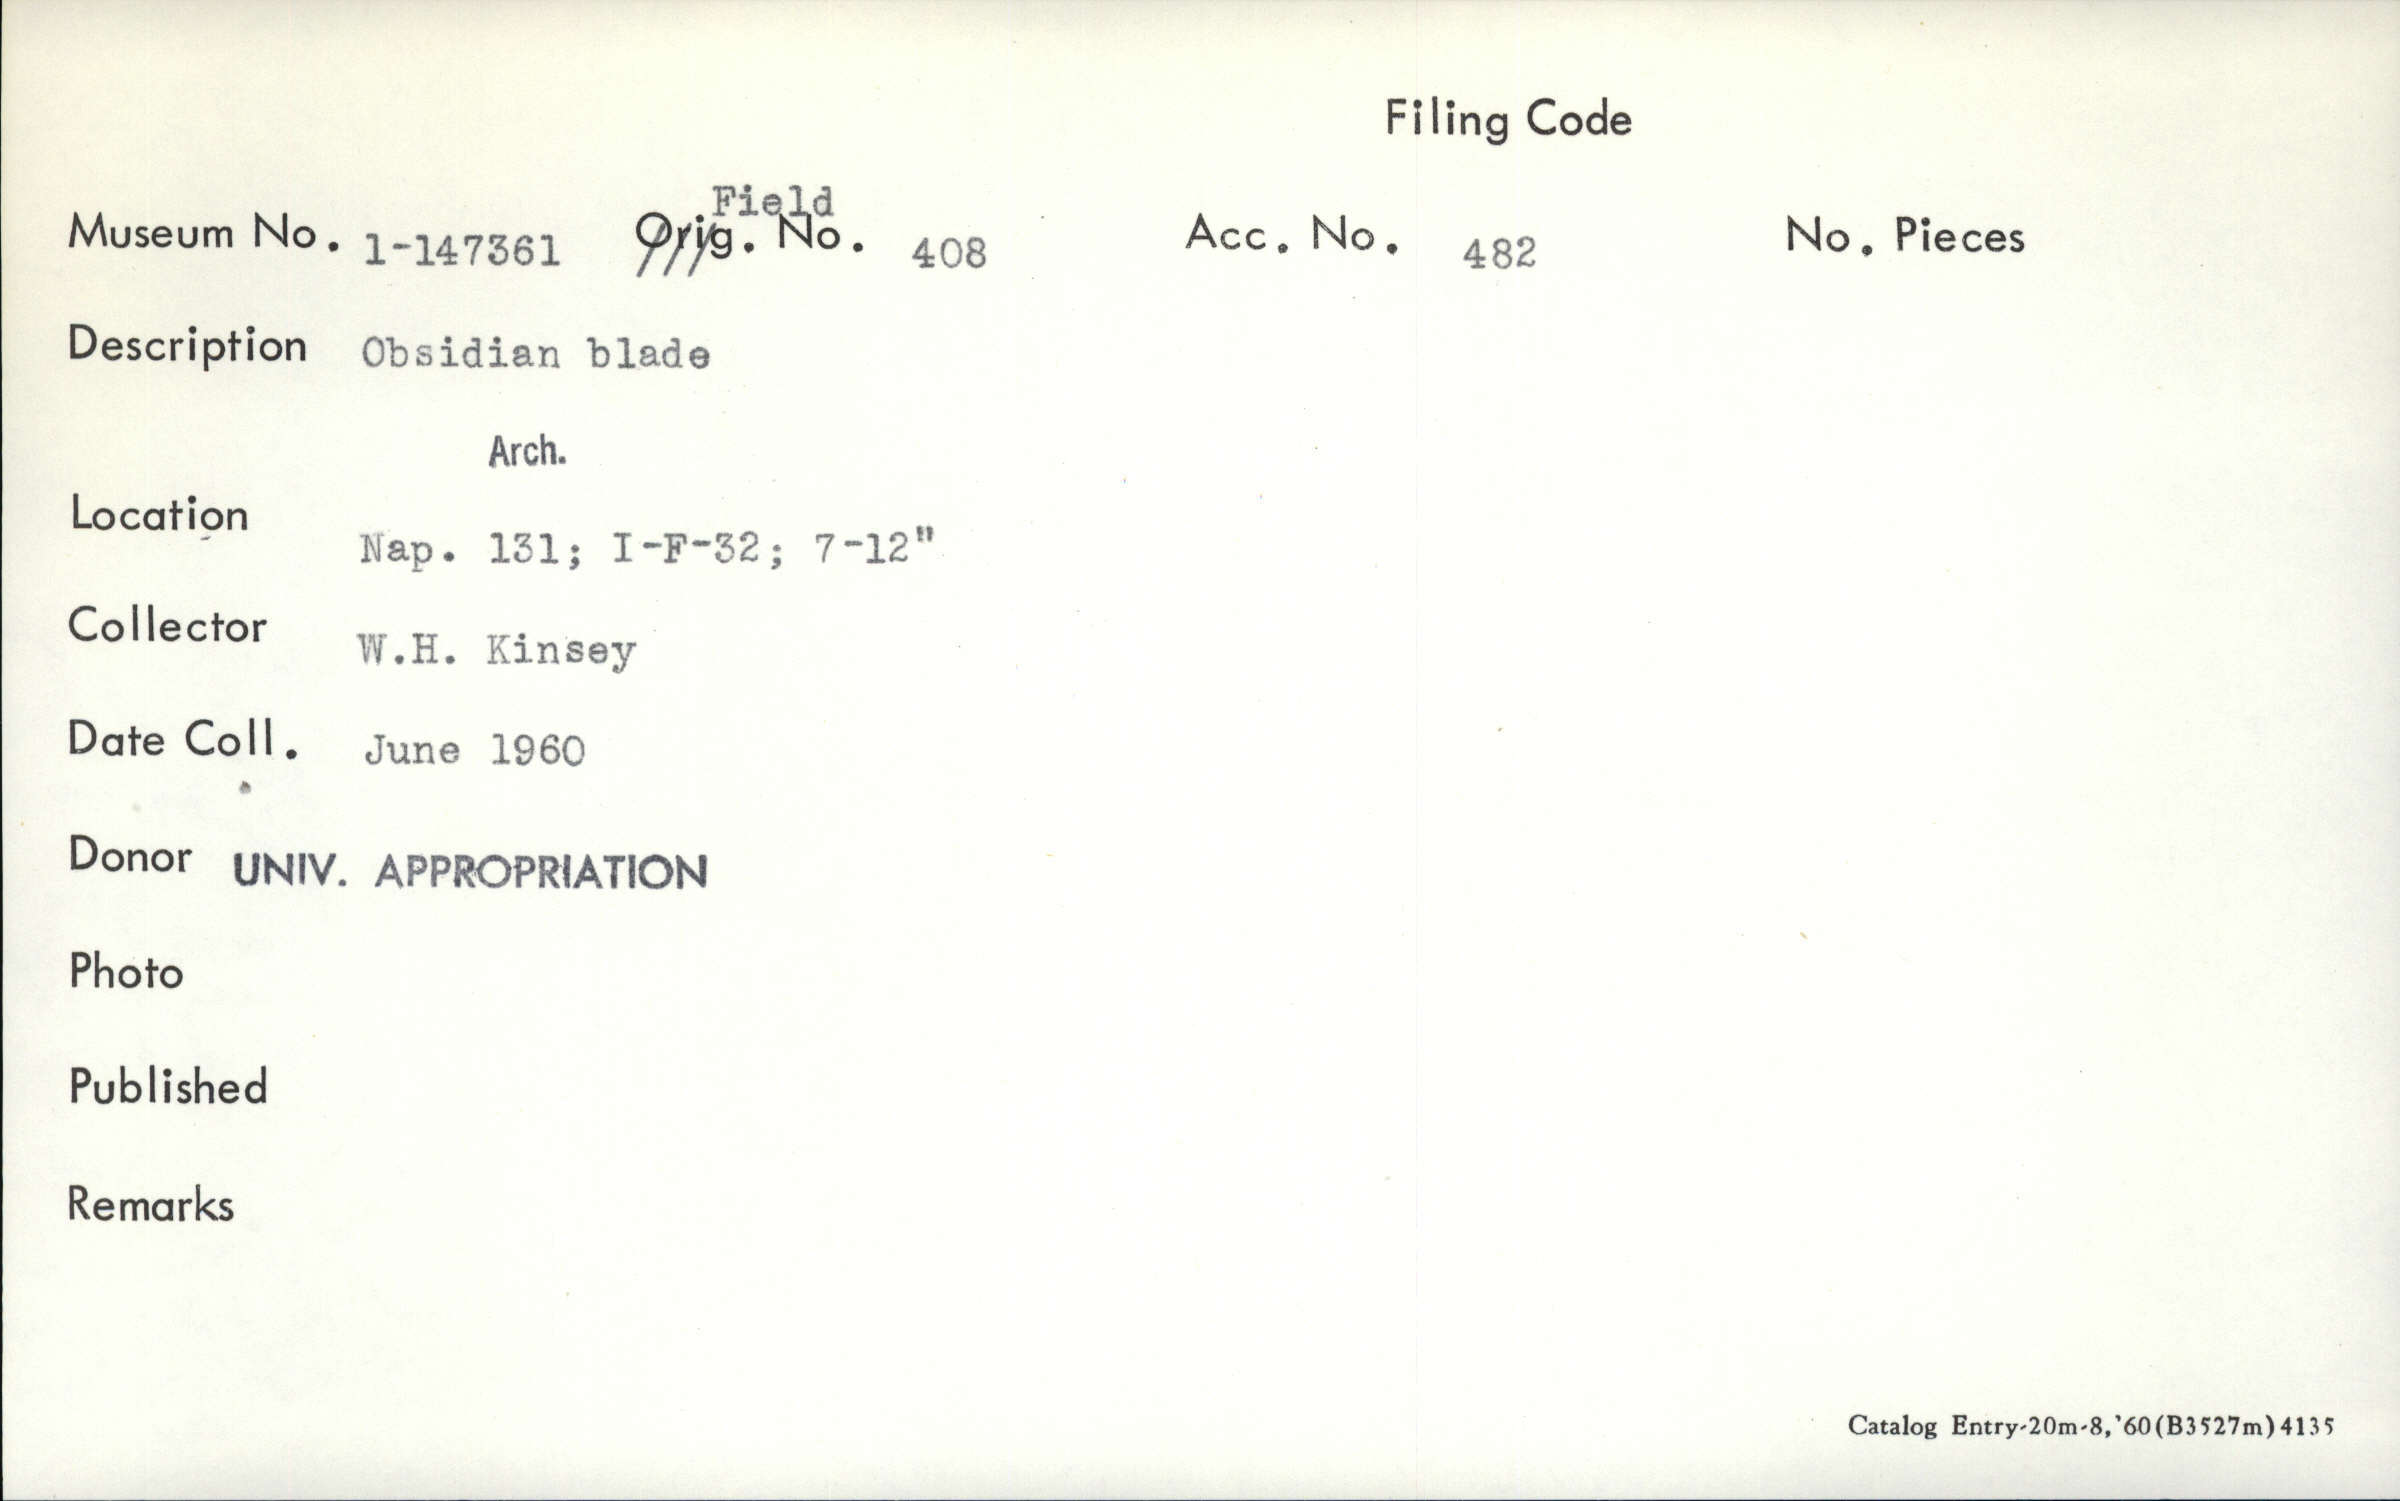 Filing Code
Field
Museum No. 1-147361 Orig. No. 408 Acc. No. 482 No. Pieces
Description Obsidian blade
Arch.
Location
Nap. 131; I-F-32; 7-12"
Collector W.H. Kinsey
Date Coll. June 1960
Donor UNIV. APPROPRIATION
Photo
Published
Remarks
Catalog Entry-20m-8,'60(B3527m)4135